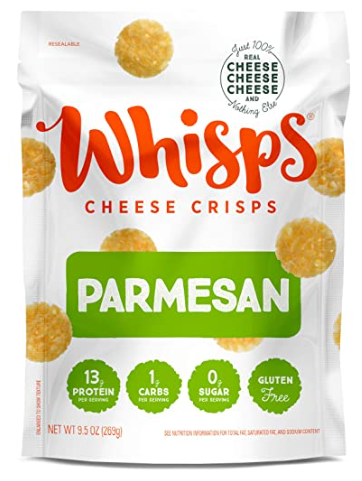 RESEALABLE
Just 100%
REAL
CHEESE
CHEESE
CHEESE
AND
Nothing Else
Whisps®
CHEESE CRISPS
PARMESAN
13g
PROTEIN
PER SERVING
1g
CARBS
PER SERVING
0g
SUGAR
PER SERVING
GLUTEN
Free
ENLARGED TO SHOW TEXTURE
NET WT 9.5 OZ (269g)
SEE NUTRITION INFORMATION FOR TOTAL FAT, SATURATED FAT, AND SODIUM CONTENT